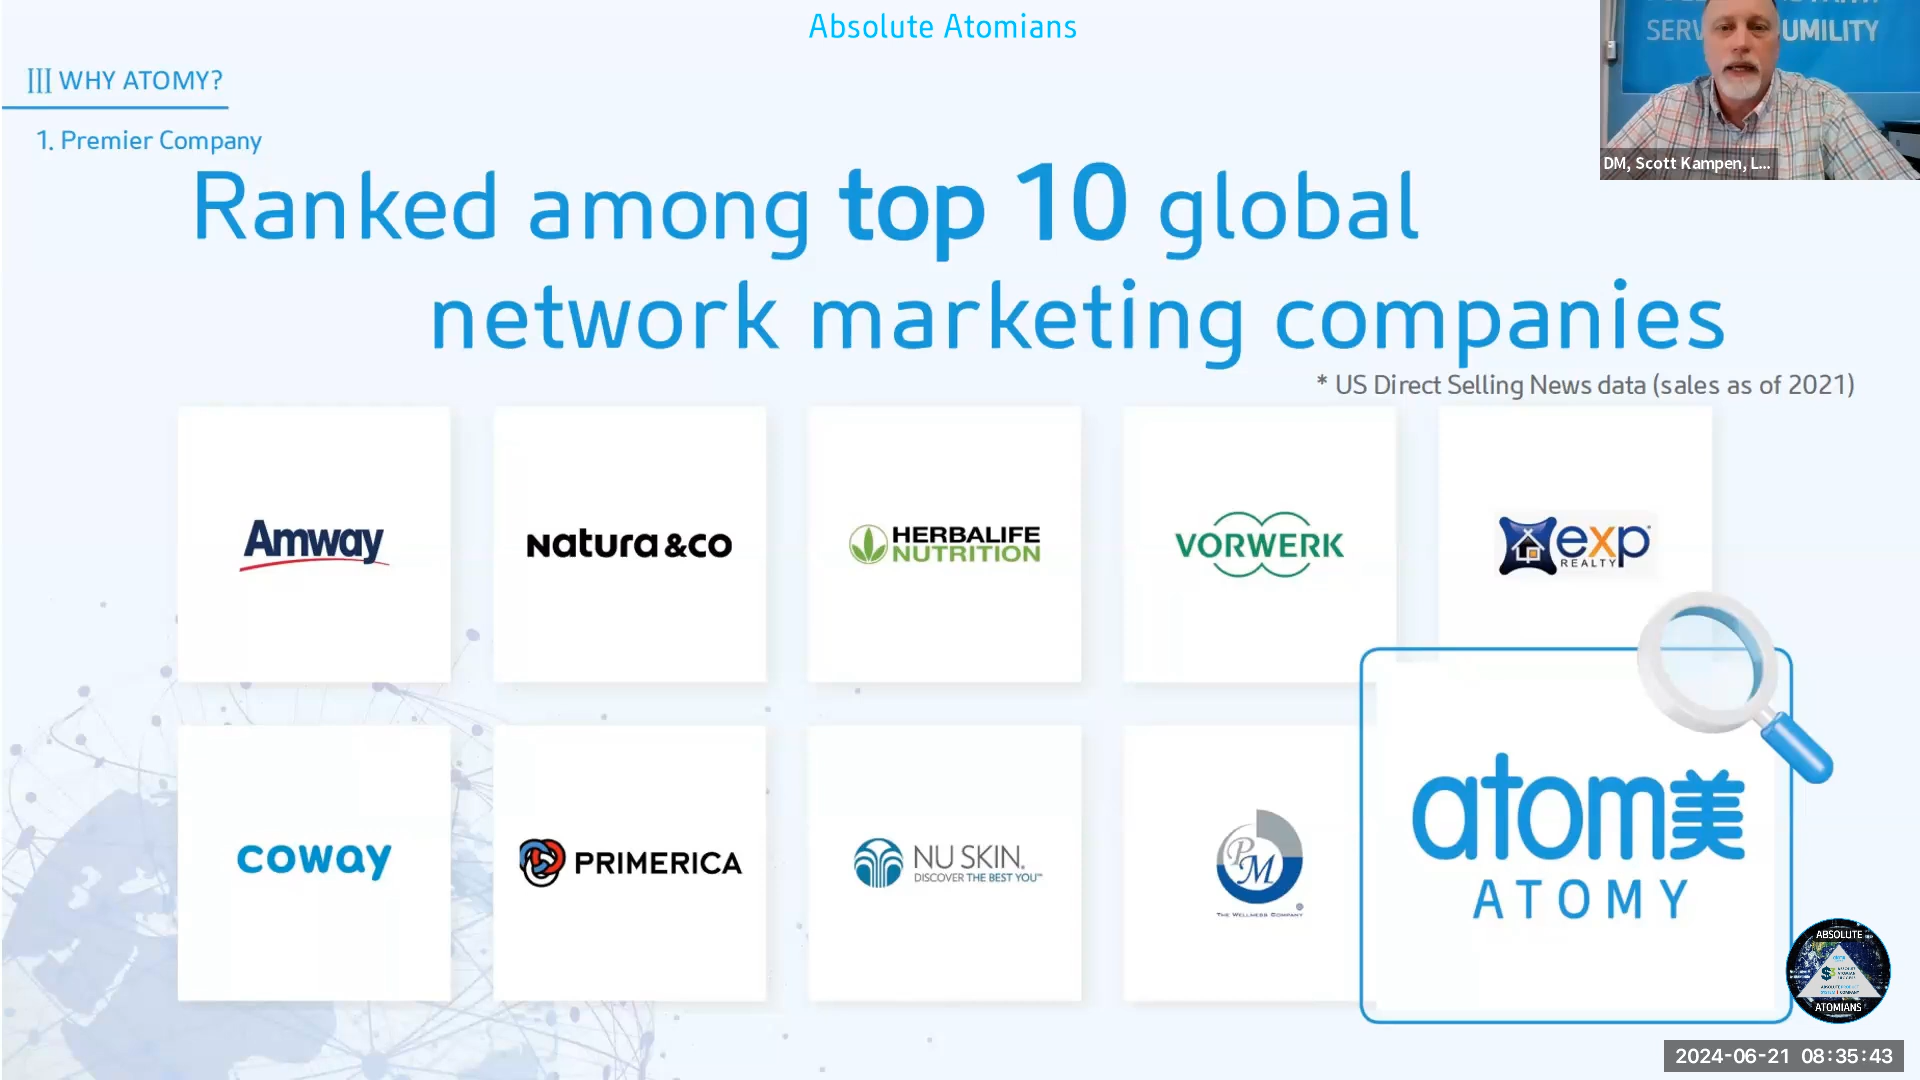 Absolute Atomians
III WHY ATOMY?
1. Premier Company
SERV UMILITY
DM, Scott Kampen, L...
Ranked among top 10 global
network marketing companies
* US Direct Selling News data (sales as of 2021)
Amway
natura &co
HERBALIFE
NUTRITION
VORWERK
exp
REALTY
coway
PRIMERICA
NU SKIN.
DISCOVER THE BEST YOU™
PM
THE WELLNESS COMPANY
®
atom美
ATOMY
ABSOLUTE
ATOMIANS
2024-06-21 08:35:43